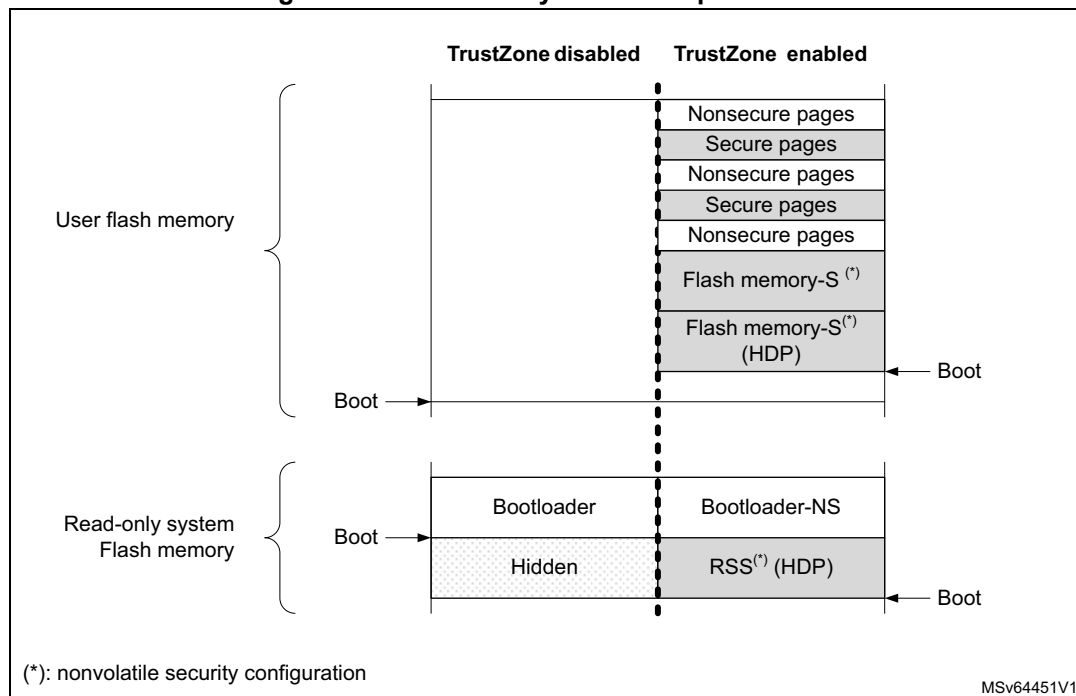 TrustZone disabled
TrustZone enabled
Nonsecure pages
Secure pages
Nonsecure pages
User flash memory
Secure pages
Nonsecure pages
Flash memory-S (*)
Flash memory-S(*)
(HDP)
Boot
Boot
Bootloader
Bootloader-NS
Read-only system
Flash memory
Boot
Hidden
RSS(*) (HDP)
Boot
(*): nonvolatile security configuration
MSv64451V1